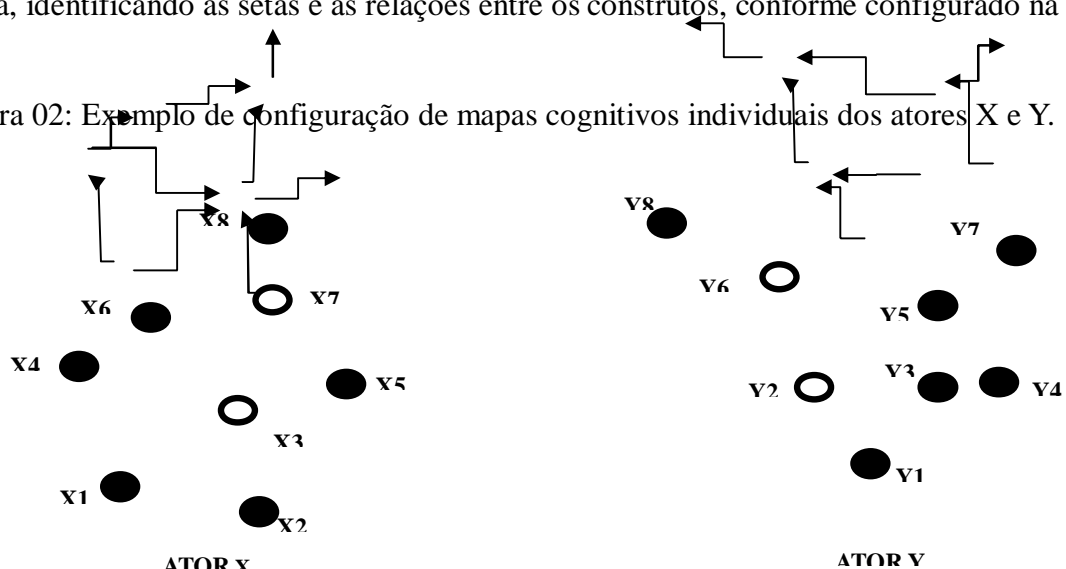 a, identificando as setas e as relações entre os construtos, conforme configurado na
ra 02: Exemplo de configuração de mapas cognitivos individuais dos atores X e Y.
X8
X7
X6
X4
X5
X3
X1
X2
ATOR X
Y8
Y7
Y6
Y5
Y3
Y2
Y4
Y1
ATOR Y